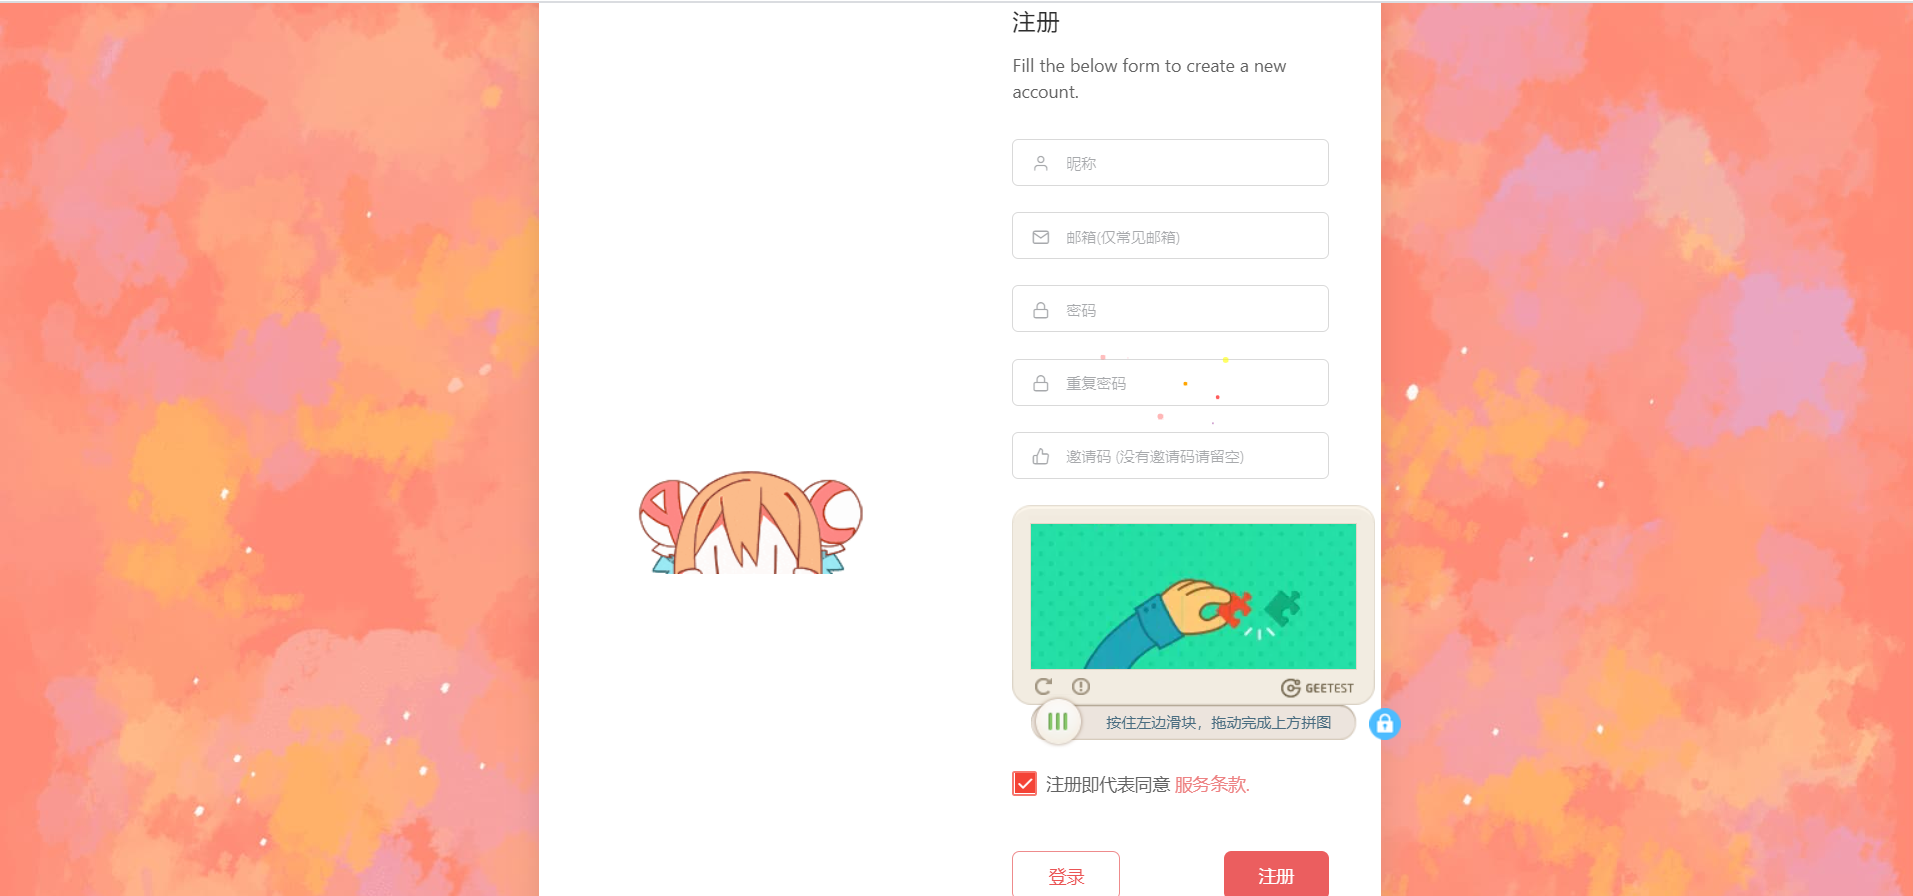 注册
Fill the below form to create a new
account.
昵称
邮箱(仅常见邮箱)
密码
重复密码
邀请码 (没有邀请码请留空)
GEETEST
按住左边滑块，拖动完成上方拼图
注册即代表同意 服务条款.
登录
注册